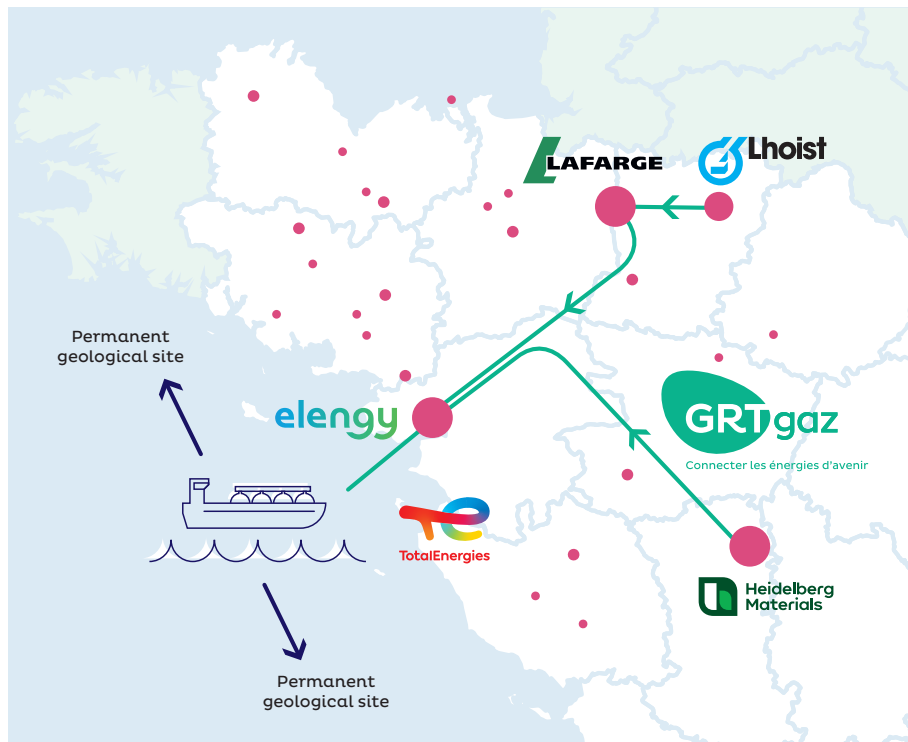 LAFARGE
Lhoist
Permanent
geological site
elengy
GRTgaz
Connecter les énergies d'avenir
TotalEnergies
Heidelberg
Materials
Permanent
geological site